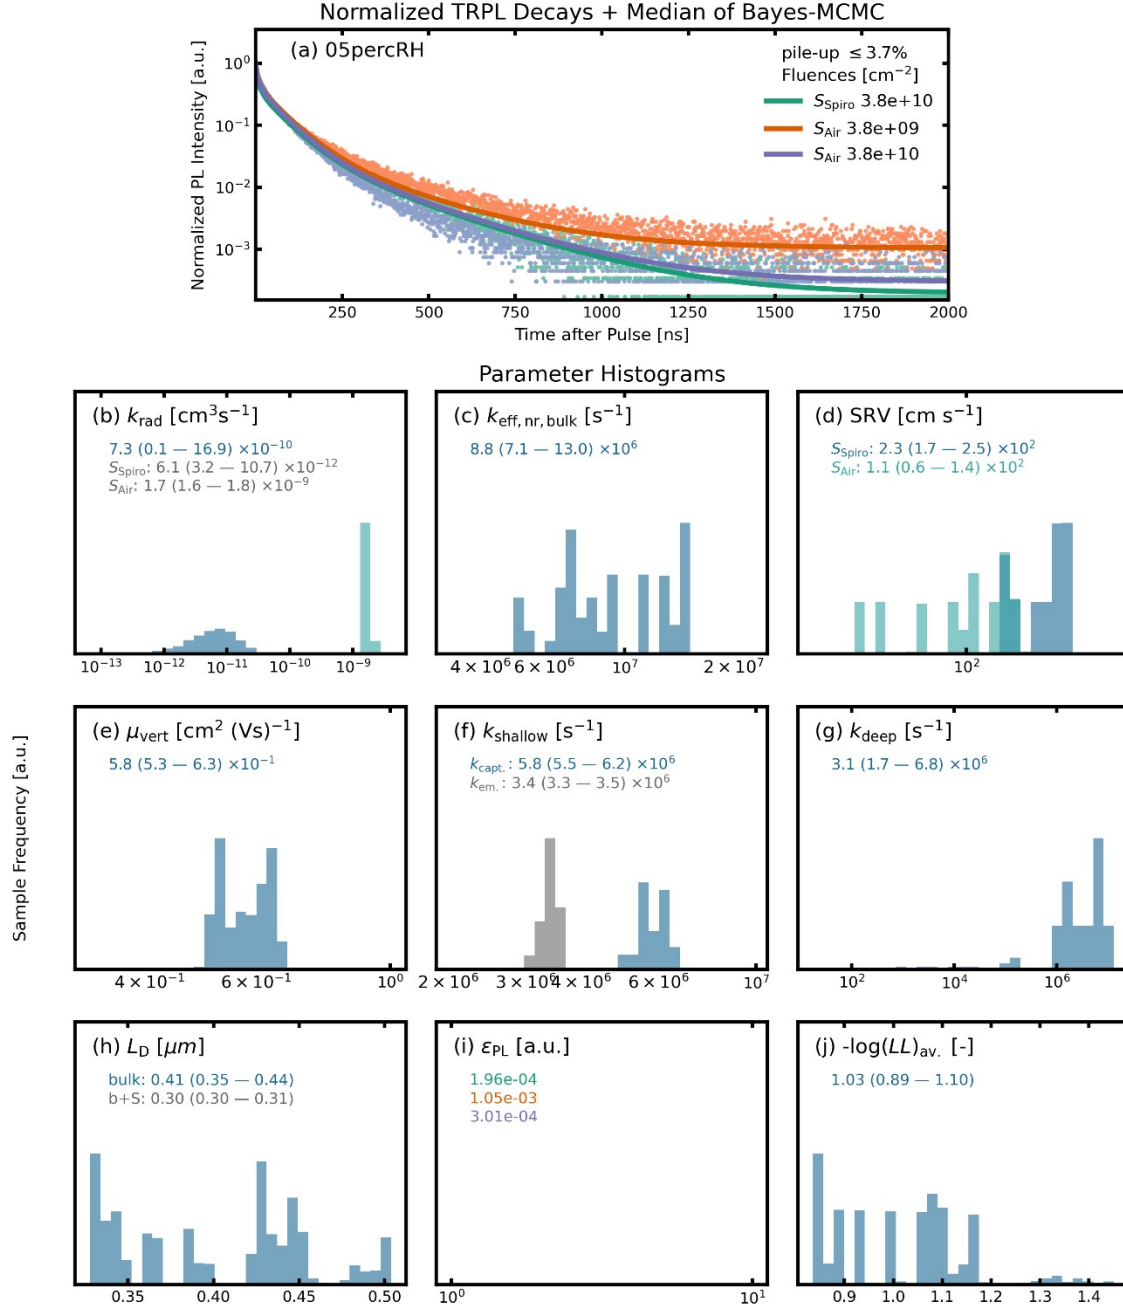 Normalized TRPL Decays + Median of Bayes-MCMC
(a) 05percRH
pile-up ≤3.7%
Fluences [cm⁻²]
S_Spiro 3.8e+10
S_Air 3.8e+09
S_Air 3.8e+10
Normalized PL Intensity [a.u.]
10⁰
10⁻¹
10⁻²
10⁻³
250 500 750 1000 1250 1500 1750 2000
Time after Pulse [ns]
Parameter Histograms
(b) k_rad [cm³s⁻¹]
7.3 (0.1 — 16.9) ×10⁻¹⁰
S_Spiro: 6.1 (3.2 — 10.7) ×10⁻¹²
S_Air: 1.7 (1.6 — 1.8) ×10⁻⁹
10⁻¹³ 10⁻¹² 10⁻¹¹ 10⁻¹⁰ 10⁻⁹
(c) k_eff, nr, bulk [s⁻¹]
8.8 (7.1 — 13.0) ×10⁶
4 × 10⁶ 6 × 10⁶ 10⁷ 2 × 10⁷
(d) SRV [cm s⁻¹]
S_Spiro: 2.3 (1.7 — 2.5) ×10²
S_Air: 1.1 (0.6 — 1.4) ×10²
10²
Sample Frequency [a.u.]
(e) μ_vert [cm² (Vs)⁻¹]
5.8 (5.3 — 6.3) ×10⁻¹
4 × 10⁻¹ 6 × 10⁻¹ 10⁰
(f) k_shallow [s⁻¹]
k_capt.: 5.8 (5.5 — 6.2) ×10⁶
k_em.: 3.4 (3.3 — 3.5) ×10⁶
2 × 10⁶ 3 × 10⁶ 4 × 10⁶ 6 × 10⁶ 10⁷
(g) k_deep [s⁻¹]
3.1 (1.7 — 6.8) ×10⁶
10² 10⁴ 10⁶
(h) L_D [μm]
bulk: 0.41 (0.35 — 0.44)
b+S: 0.30 (0.30 — 0.31)
0.35 0.40 0.45 0.50
(i) ε_PL [a.u.]
1.96e-04
1.05e-03
3.01e-04
10⁰ 10¹
(j) -log(LL)_av. [-]
1.03 (0.89 — 1.10)
0.9 1.0 1.1 1.2 1.3 1.4